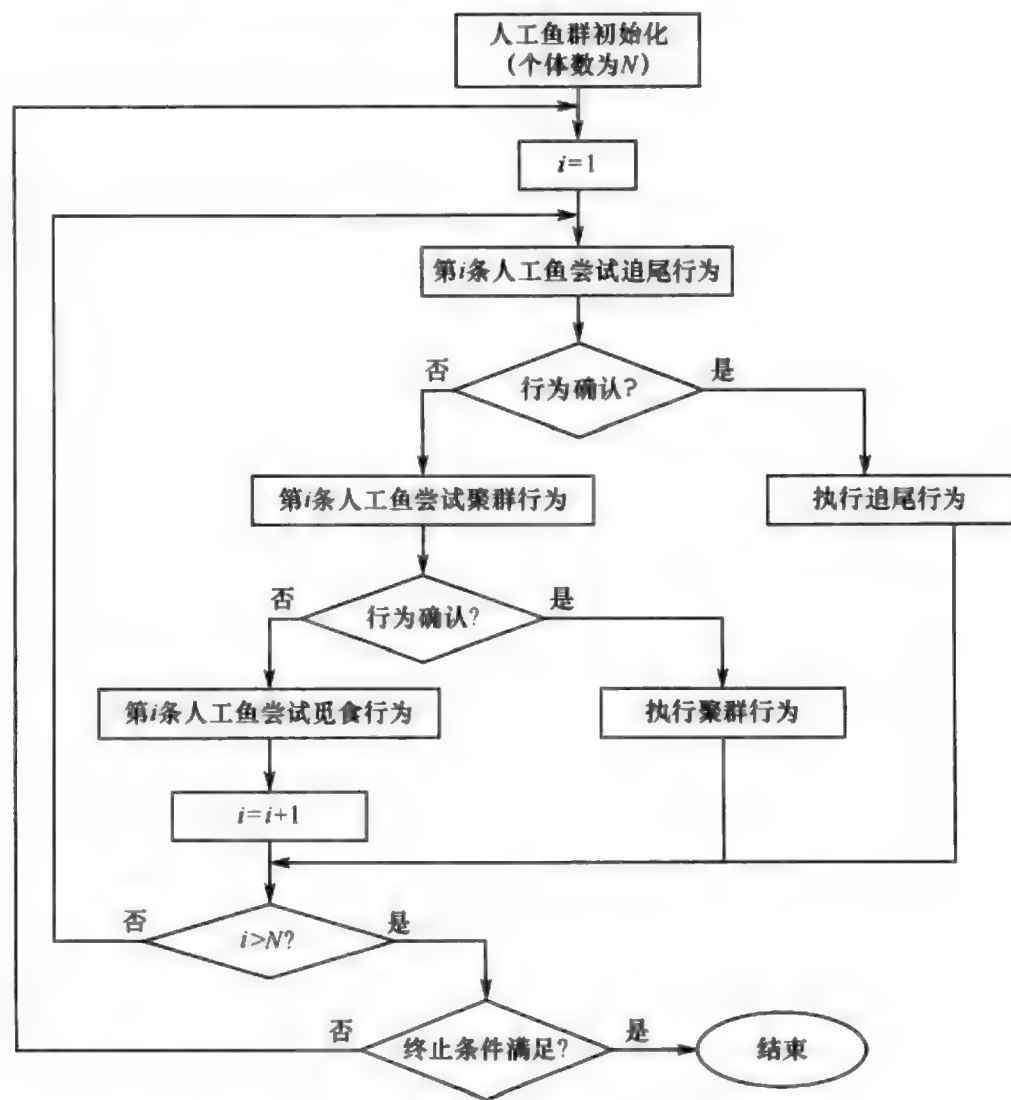 人工鱼群初始化
(个体数为N)
i=1
第i条人工鱼尝试追尾行为
否
行为确认?
是
第i条人工鱼尝试聚群行为
执行追尾行为
否
行为确认?
是
第i条人工鱼尝试觅食行为
执行聚群行为
i=i+1
否
i>N?
是
否
终止条件满足?
是
结束